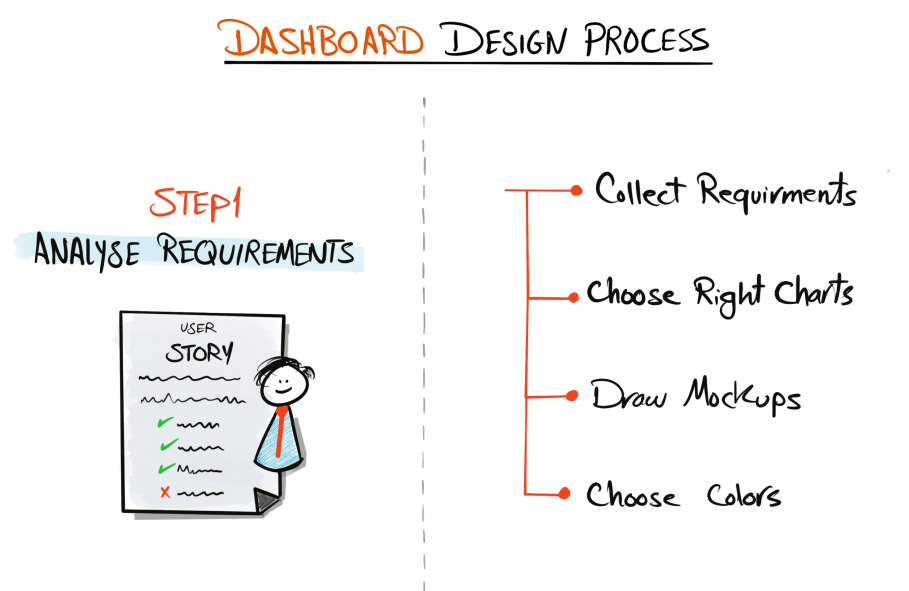 DASHBOARD DESIGN PROCESS
STEP1
ANALYSE REQUIREMENTS
USER
STORY
Collect Requirments
Choose Right Charts
Draw Mockups
Choose Colors